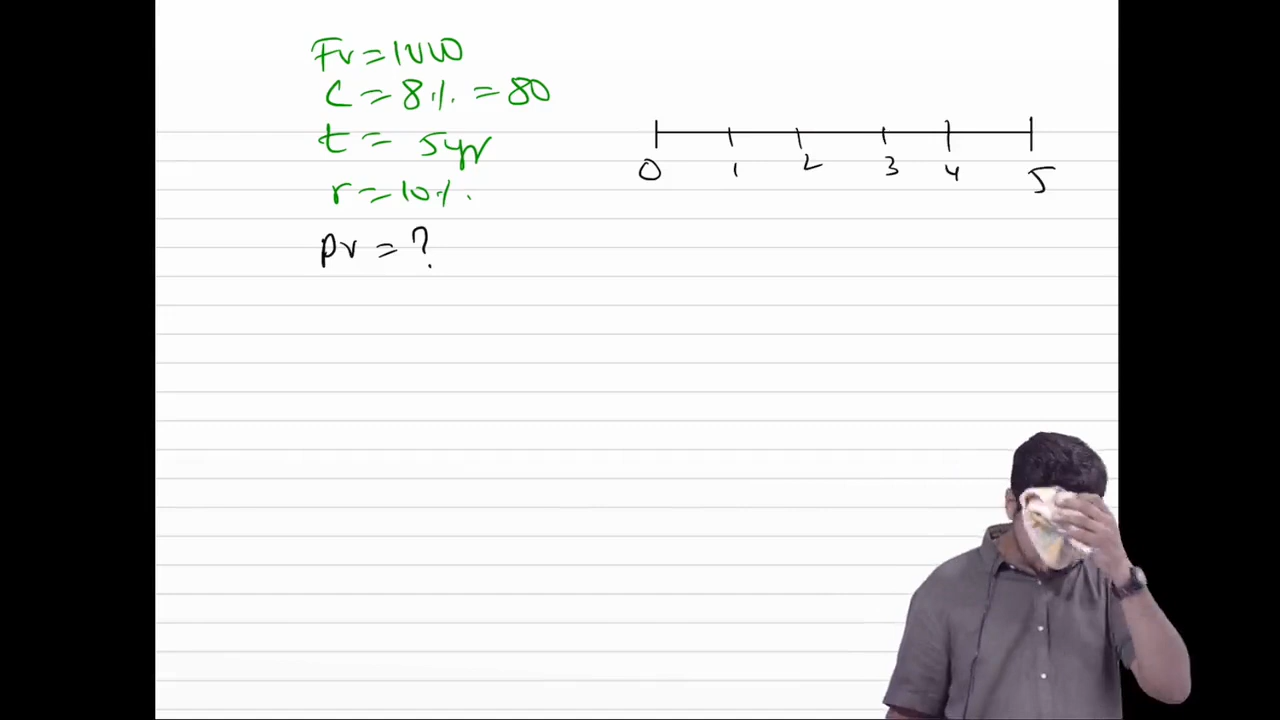 Fv = 1000
C = 8% = 80
t = 5yr
r = 10%.
pv = ?
0 1 2 3 4 5